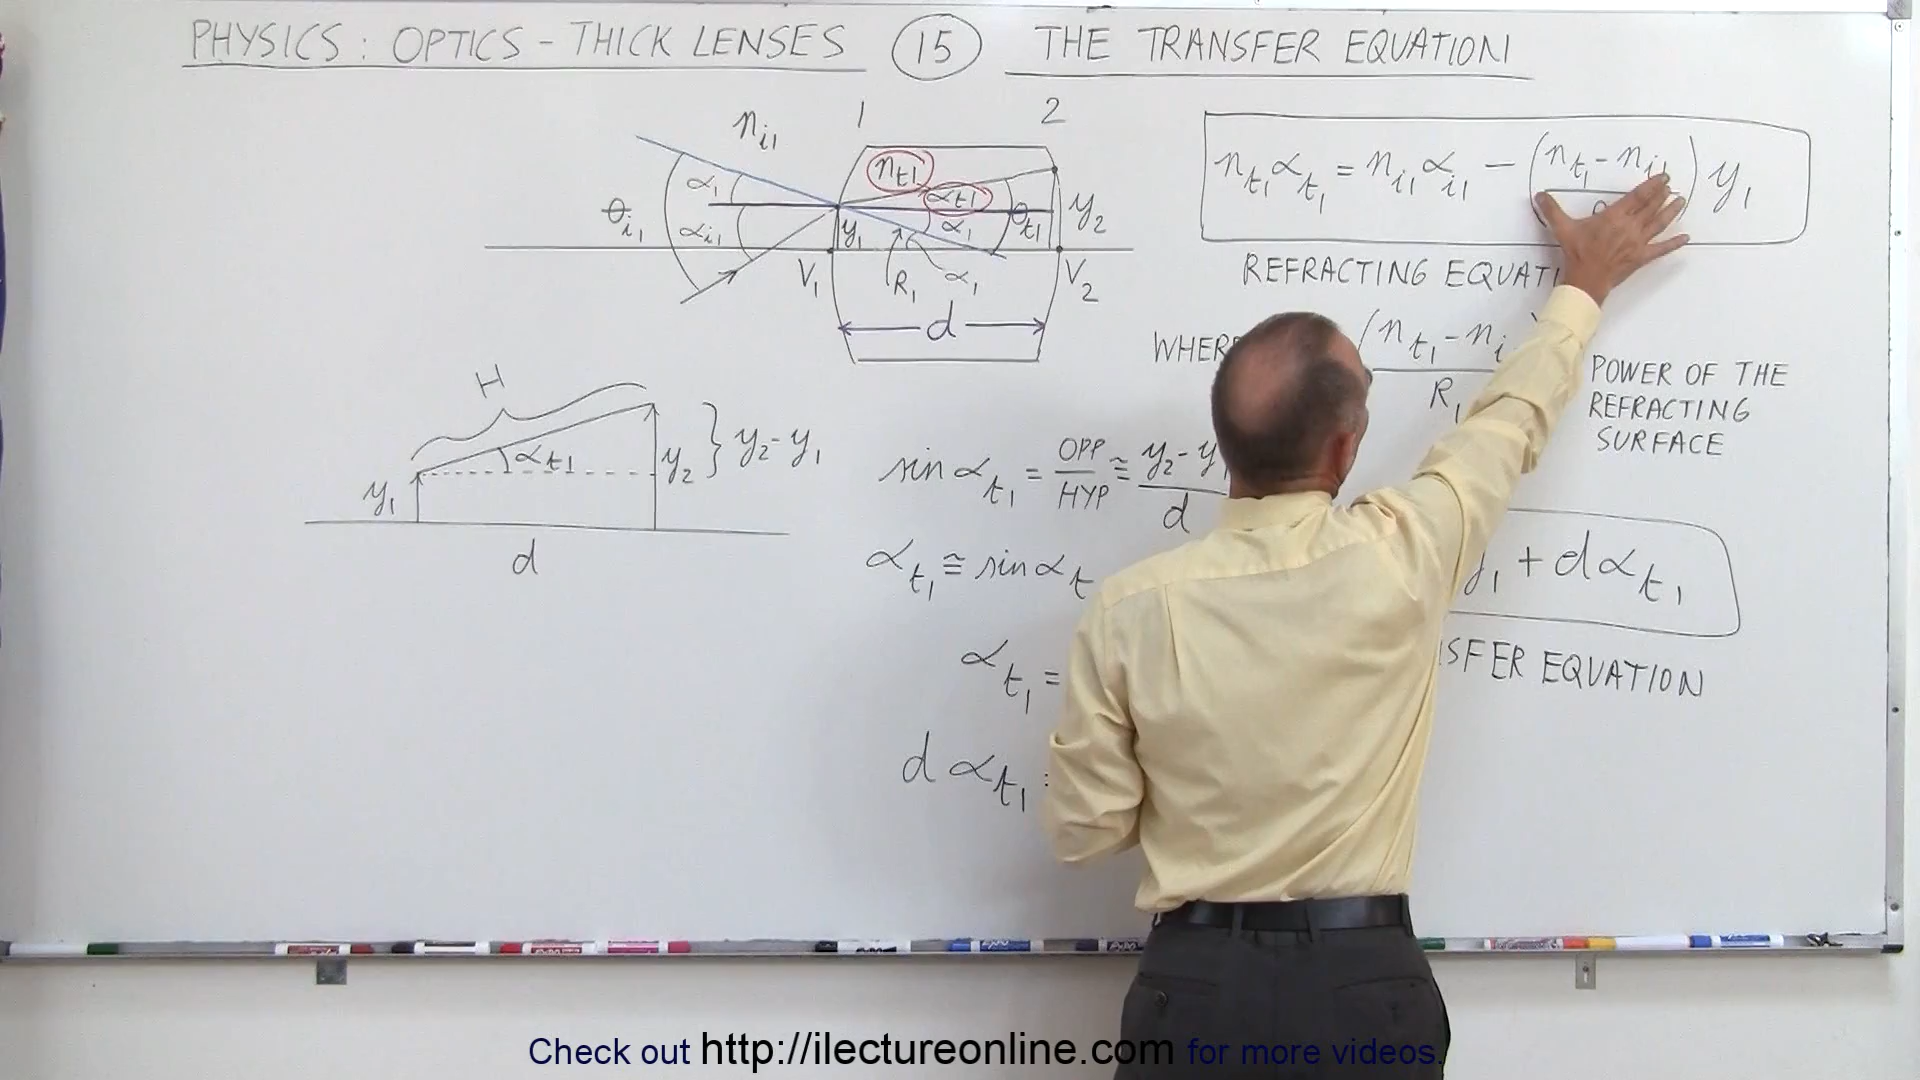 PHYSICS: OPTICS - THICK LENSES 15 THE TRANSFER EQUATION
1 2
n_i1
n_t1
α_1 α_t1
θ_i1 α_i1 y_1 α_1 θ_t1 y_2
V_1 R_1 α_1 V_2
d
n_t1 α_t1 = n_i1 α_i1 - (n_t1 - n_i1) y_1
REFRACTING EQUATI
WHER (n_t1 - n_i
R_1
POWER OF THE
REFRACTING
SURFACE
H
α_t1 y_2 } y_2 - y_1
y_1
d
sin α_t1 = OPP/HYP ≅ y_2 - y_1/d
α_t1 ≅ sin α_t
α_t1 =
d α_t1
y_1 + d α_t1
SFER EQUATION
Check out http://ilectureonline.com for more videos.